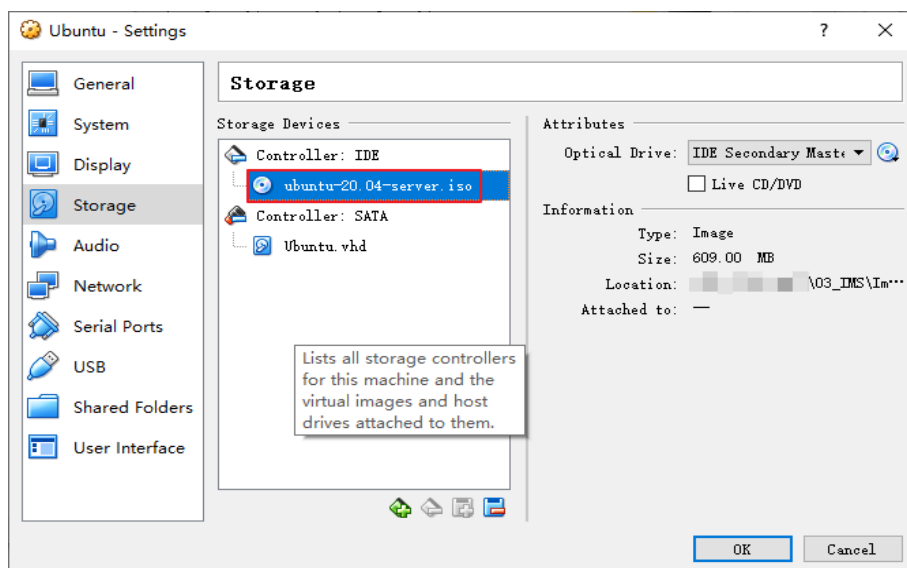 Ubuntu - Settings
?
General
System
Display
Storage
Audio
Network
Serial Ports
USB
Shared Folders
User Interface
Storage
Storage Devices
Controller: IDE
ubuntu-20.04-server.iso
Controller: SATA
Ubuntu.vhd
Lists all storage controllers
for this machine and the
virtual images and host
drives attached to them.
Attributes
Optical Drive: IDE Secondary Maste
Live CD/DVD
Information
Type: Image
Size: 609.00 MB
Location: \03_IMS\Im...
Attached to: —
OK
Cancel